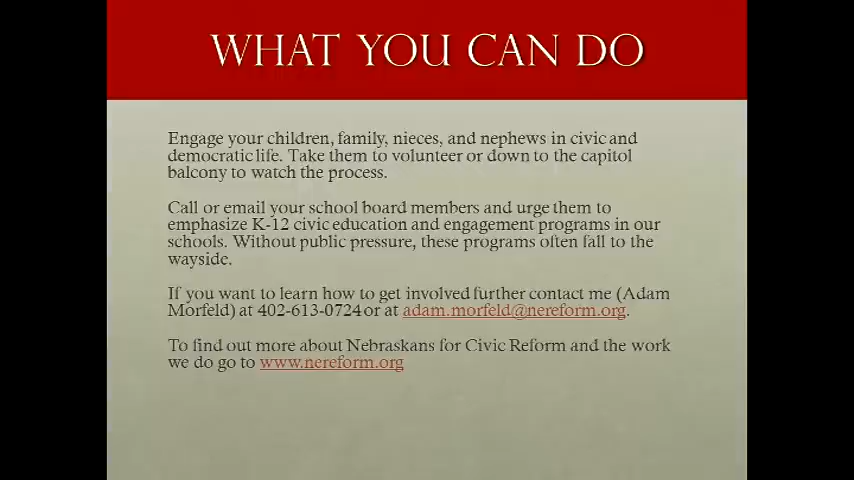 WHAT YOU CAN DO
Engage your children, family, nieces, and nephews in civic and
democratic life. Take them to volunteer or down to the capitol
balcony to watch the process.
Call or email your school board members and urge them to
emphasize K-12 civic education and engagement programs in our
schools. Without public pressure, these programs often fall to the
wayside.
If you want to learn how to get involved further contact me (Adam
Morfeld) at 402-613-0724 or at adam.morfeld@nereform.org.
To find out more about Nebraskans for Civic Reform and the work
we do go to www.nereform.org